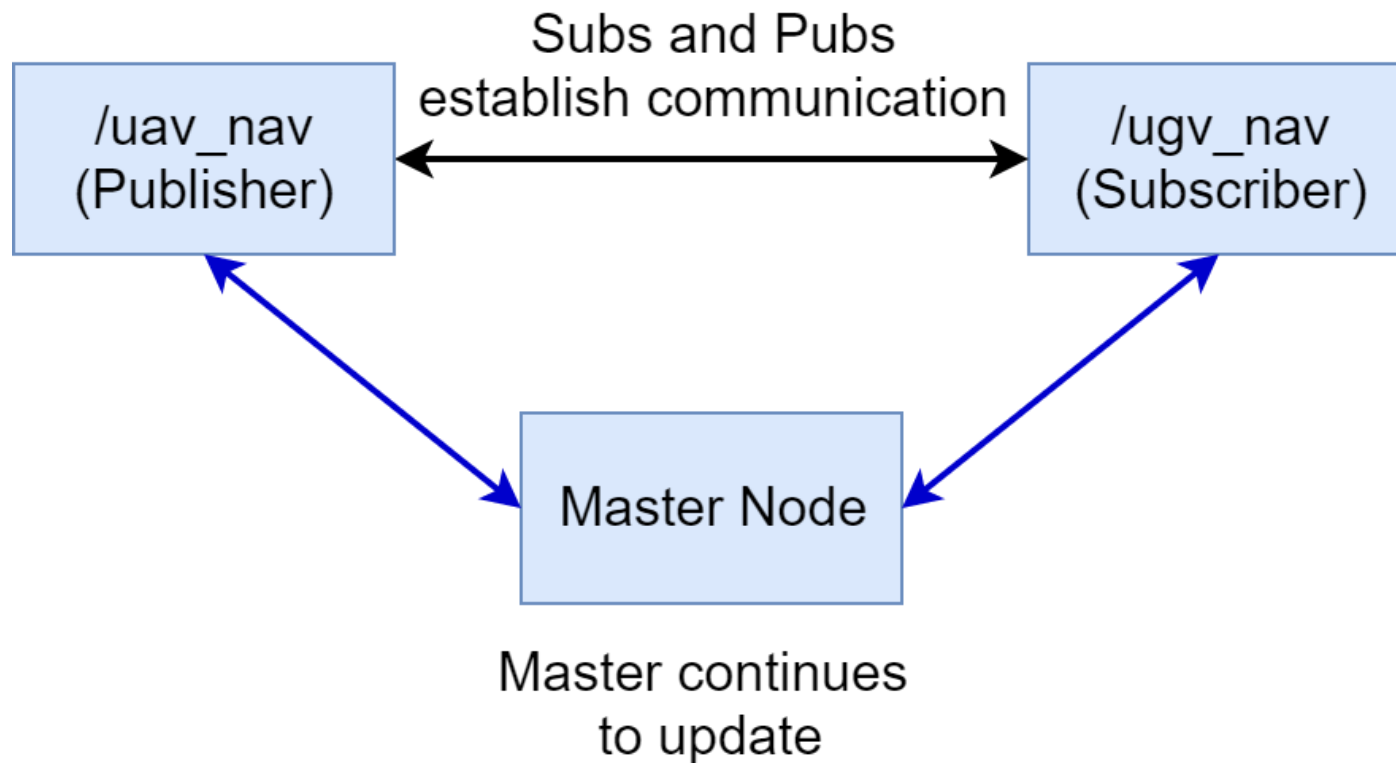 Subs and Pubs
establish communication
/uav_nav
(Publisher)
/ugv_nav
(Subscriber)
Master Node
Master continues
to update